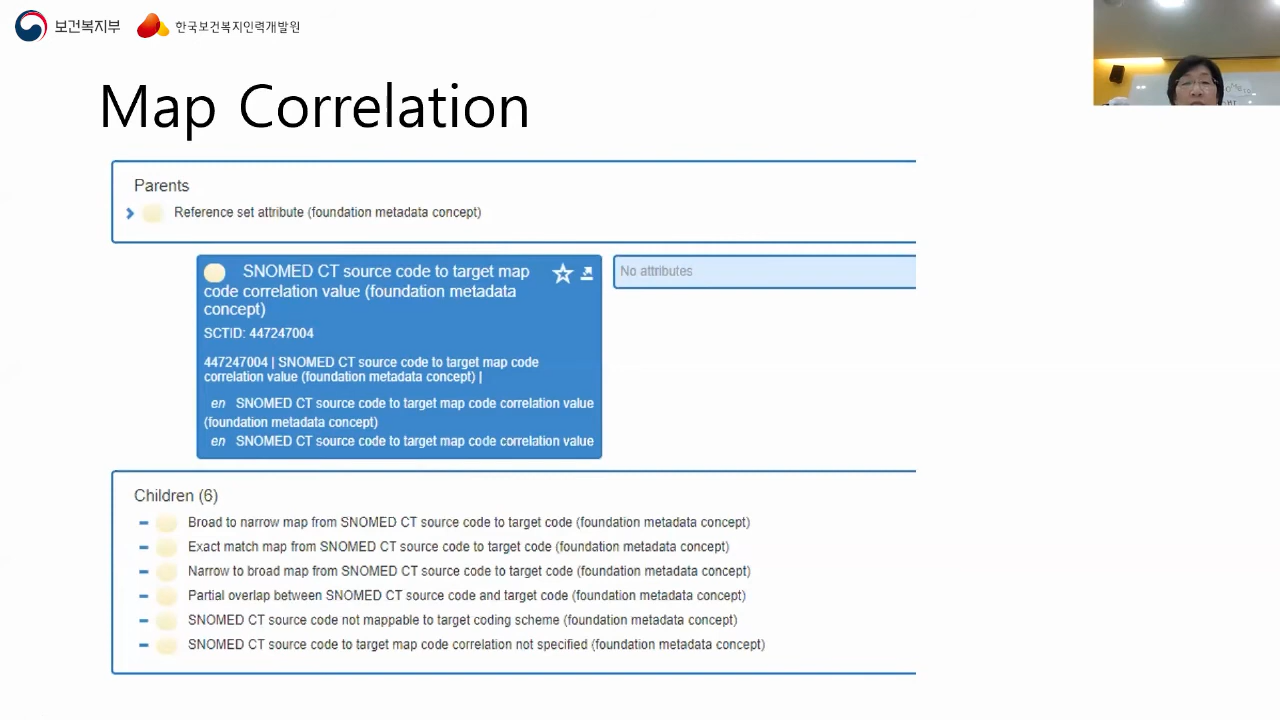 보건복지부 한국보건복지인력개발원
Map Correlation
Parents
Reference set attribute (foundation metadata concept)
SNOMED CT source code to target map
code correlation value (foundation metadata
concept)
SCTID: 447247004
447247004 | SNOMED CT source code to target map code
correlation value (foundation metadata concept) |
en SNOMED CT source code to target map code correlation value
(foundation metadata concept)
en SNOMED CT source code to target map code correlation value
No attributes
Children (6)
Broad to narrow map from SNOMED CT source code to target code (foundation metadata concept)
Exact match map from SNOMED CT source code to target code (foundation metadata concept)
Narrow to broad map from SNOMED CT source code to target code (foundation metadata concept)
Partial overlap between SNOMED CT source code and target code (foundation metadata concept)
SNOMED CT source code not mappable to target coding scheme (foundation metadata concept)
SNOMED CT source code to target map code correlation not specified (foundation metadata concept)